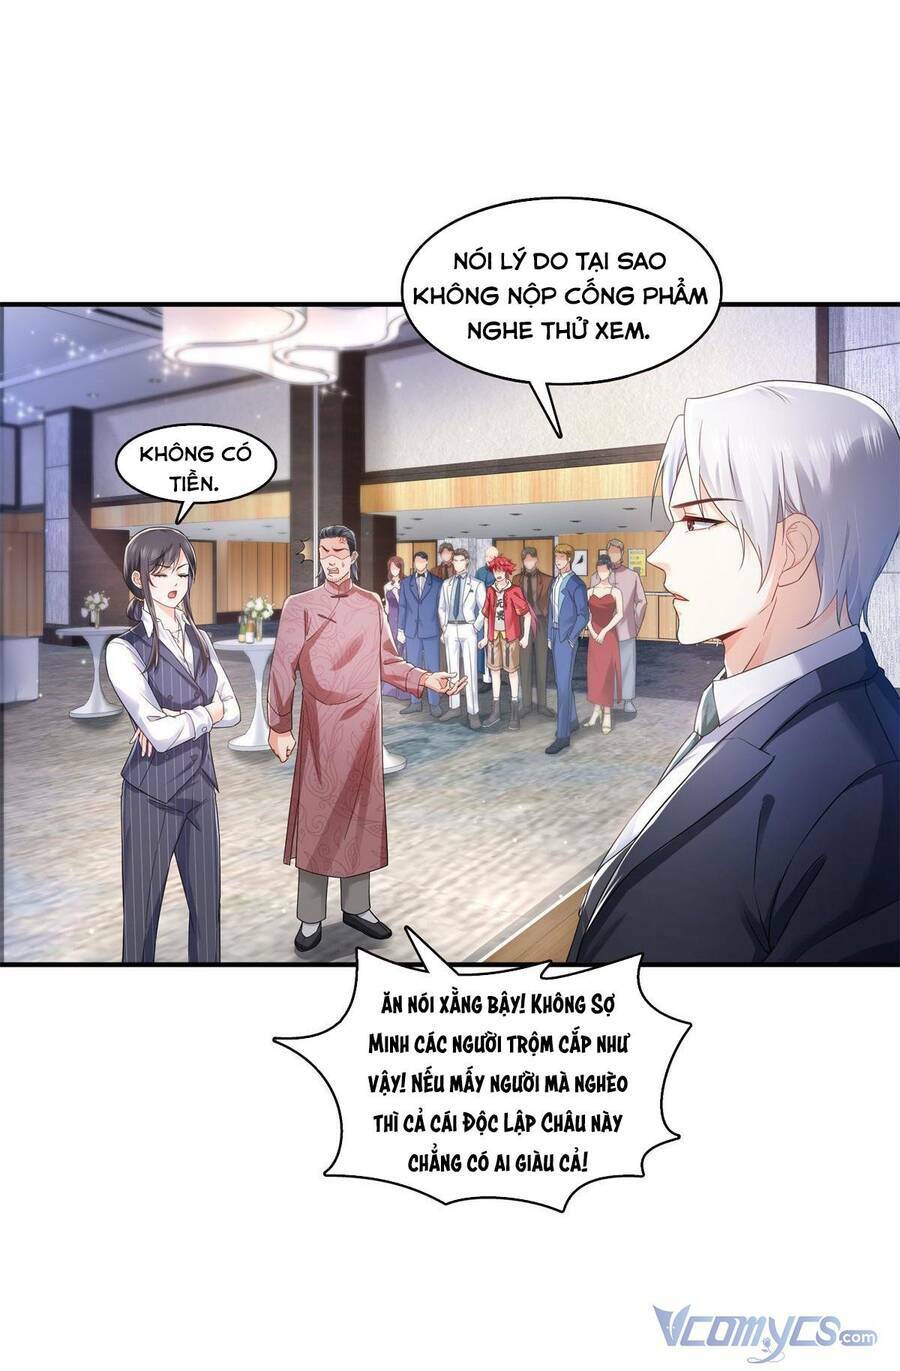 NÓI LÝ DO TẠI SAO
KHÔNG NỘP CỐNG PHẨM
NGHE THỬ XEM.
KHÔNG CÓ
TIỀN.
ĂN NÓI XẰNG BẬY! KHÔNG SỢ
MINH CÁC NGƯỜI TRỘM CẮP NHƯ
VẬY! NẾU MẤY NGƯỜI MÀ NGHÈO
THÌ CẢ CÁI ĐỘC LẬP CHÂU NÀY
CHẲNG CÓ AI GIÀU CẢ!
VCOMYCS.com